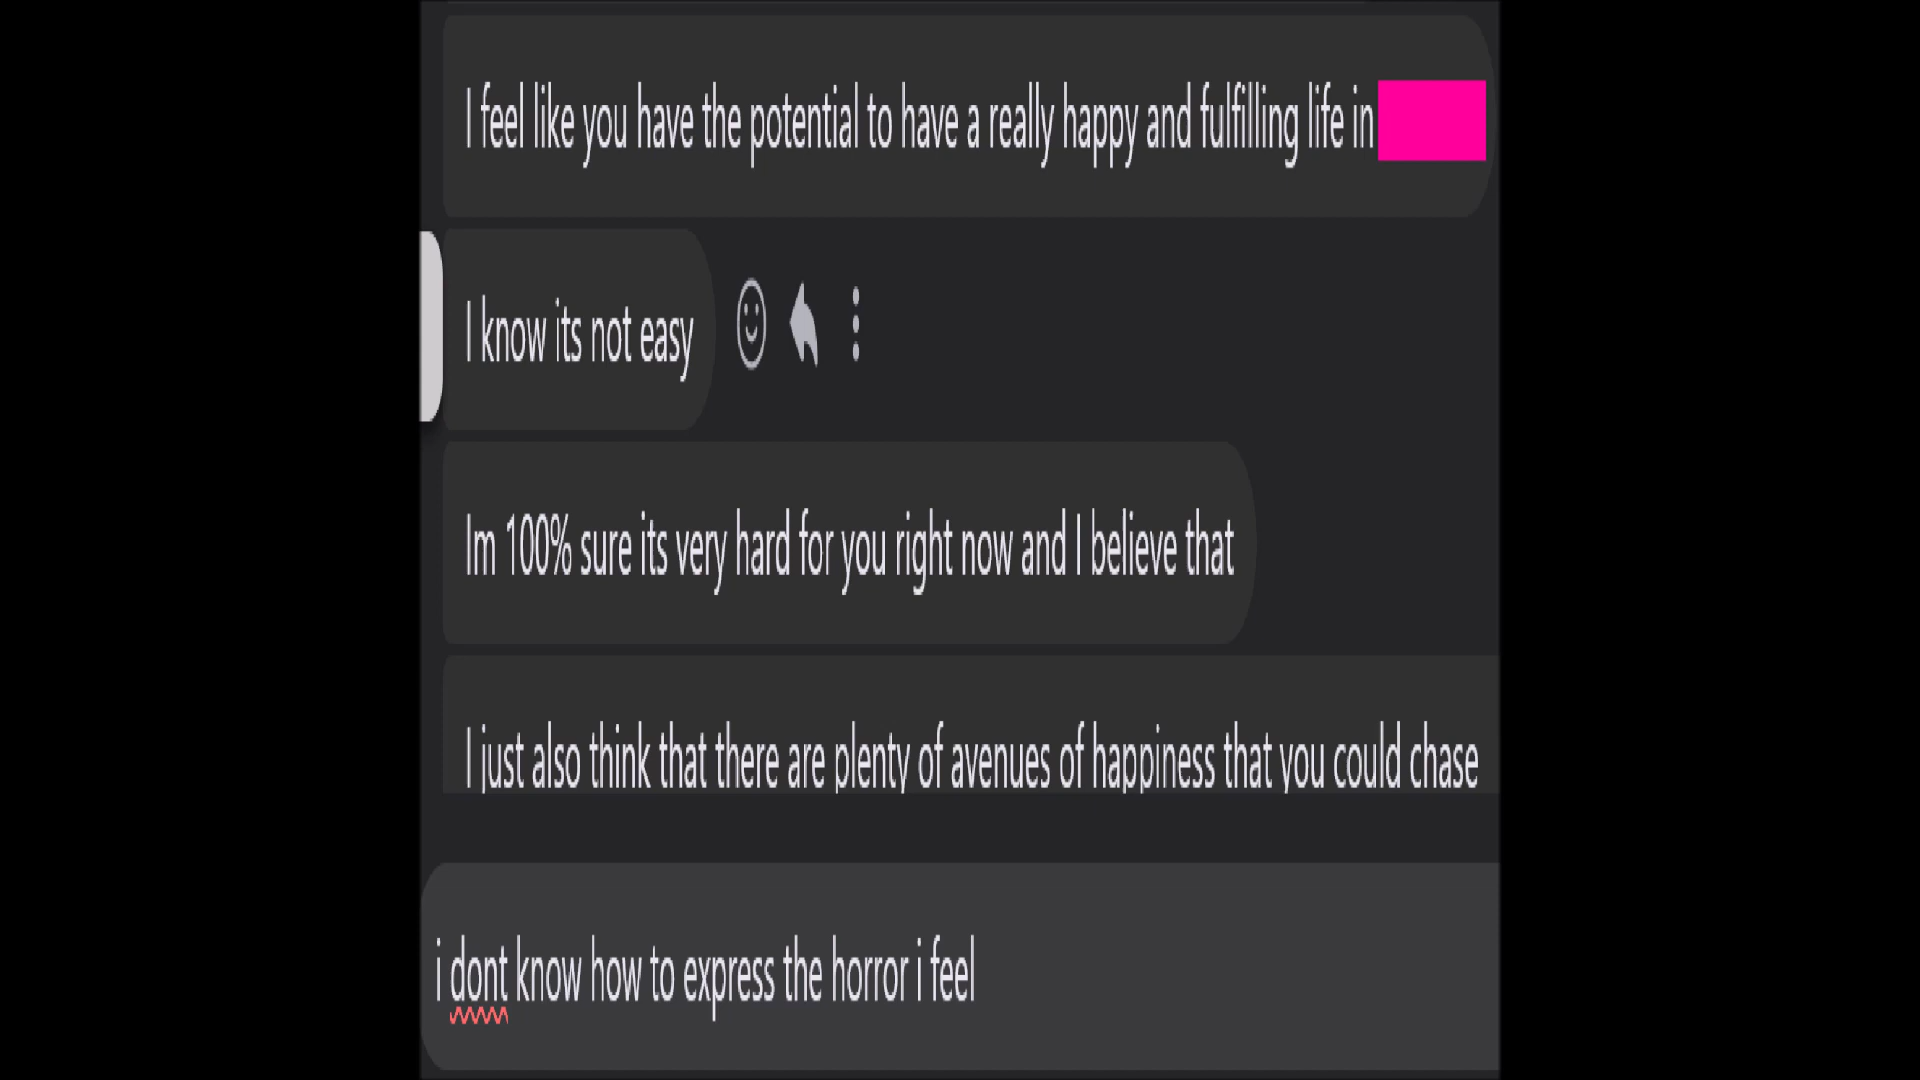 I feel like you have the potential to have a really happy and fulfilling life in
I know its not easy
Im 100% sure its very hard for you right now and I believe that
I just also think that there are plenty of avenues of happiness that you could chase
i dont know how to express the horror i feel